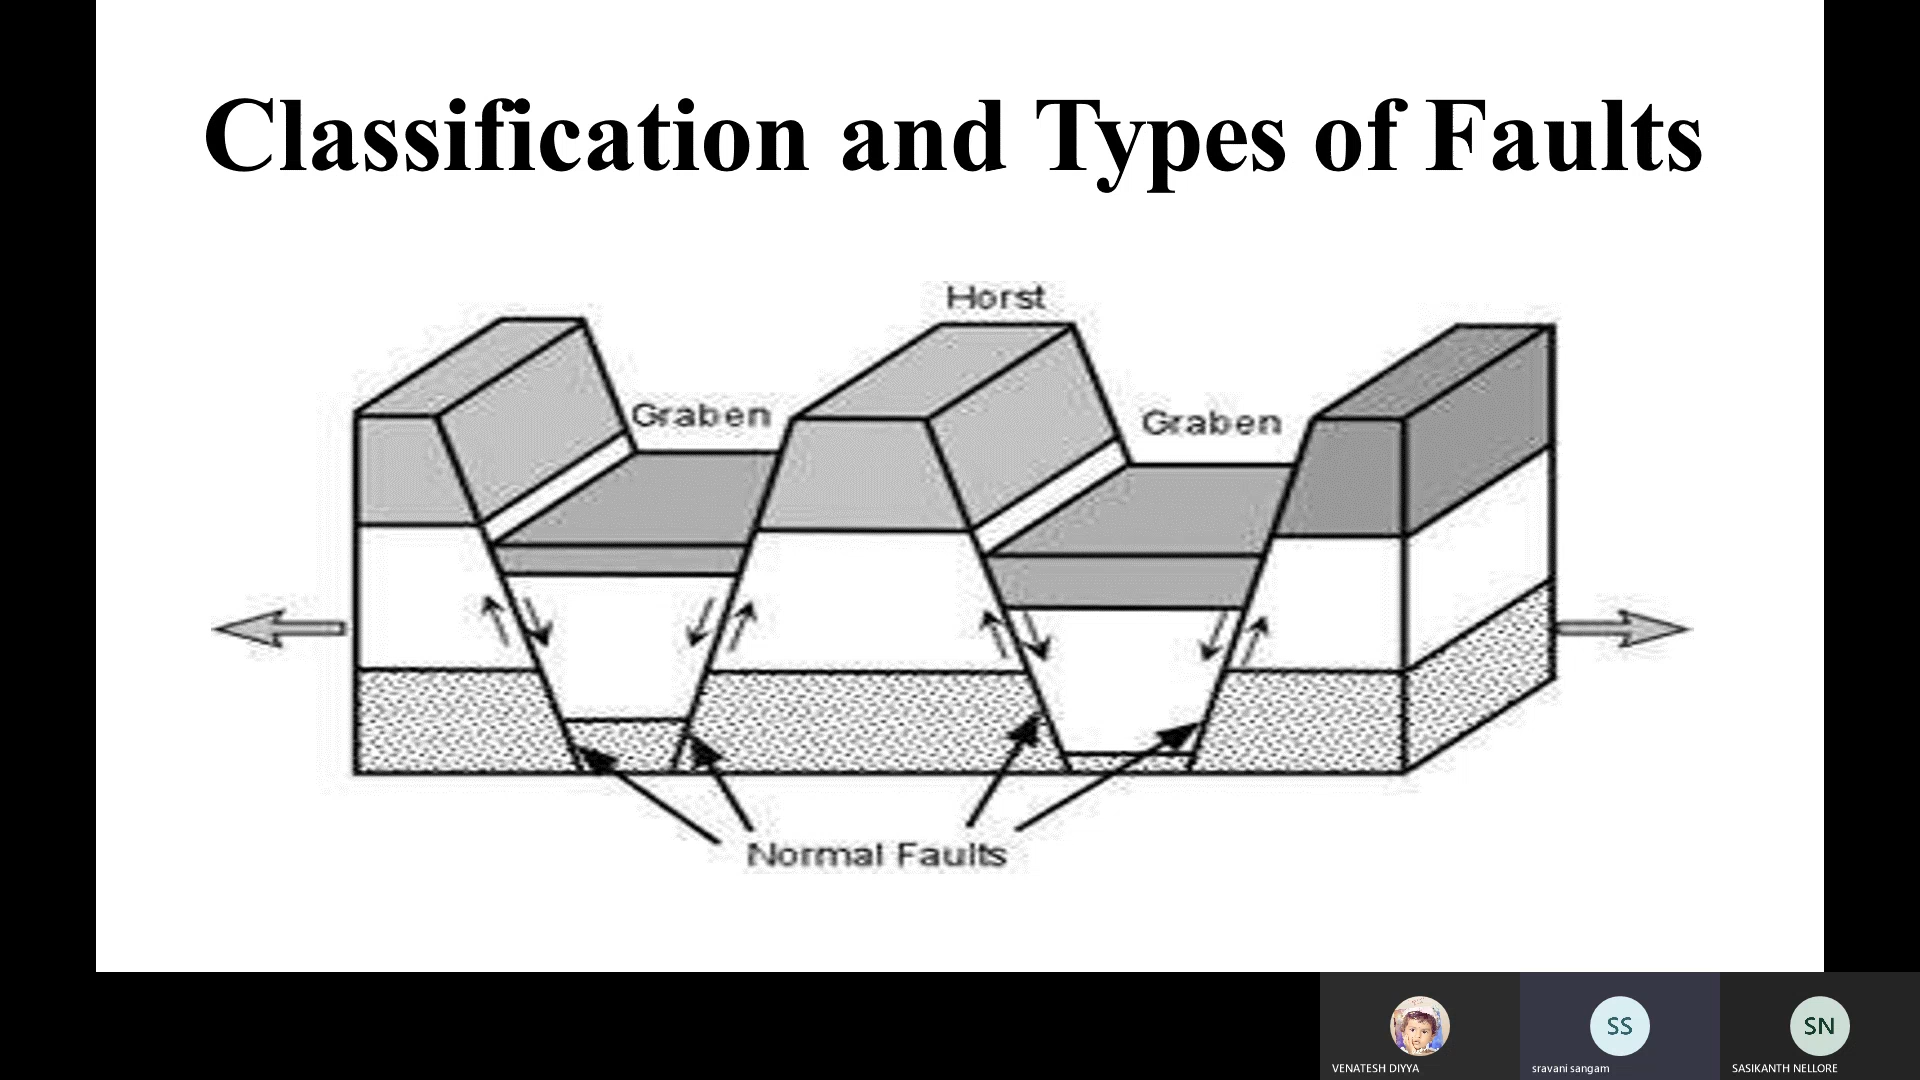 Classification and Types of Faults
Horst
Graben
Graben
Normal Faults
SS
SN
VENATESH DIYYA
sravani sangam
SASIKANTH NELLORE